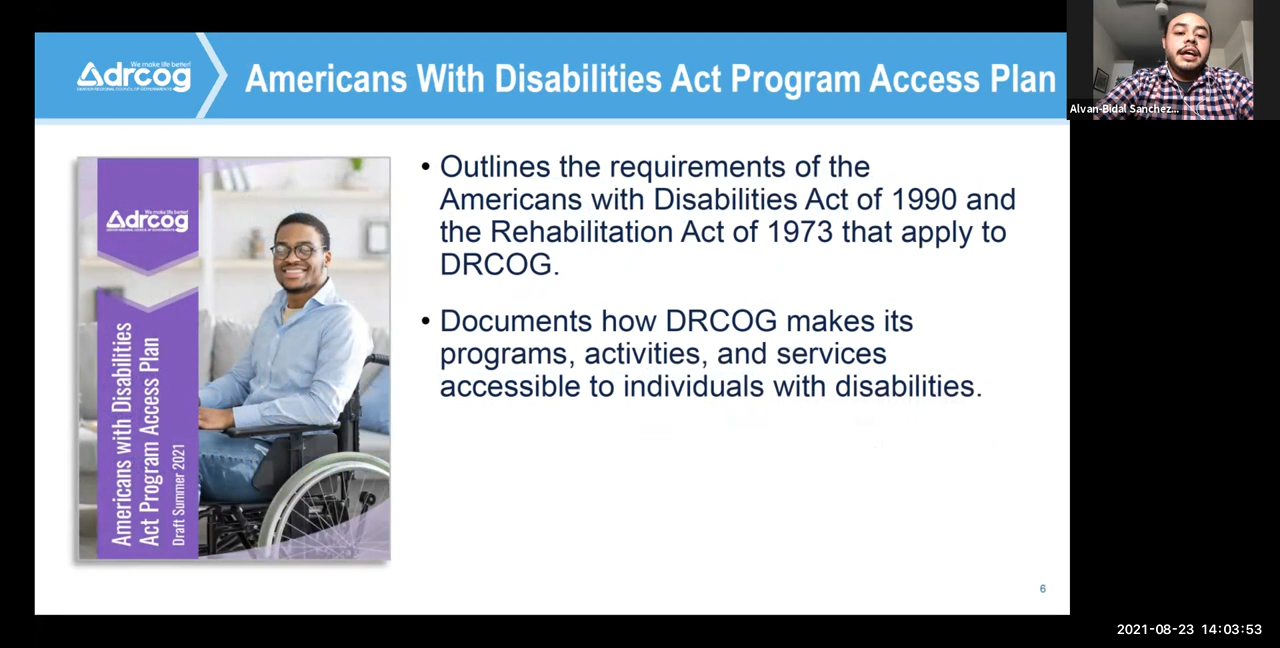 We make life better!
drcog
DENVER REGIONAL COUNCIL OF GOVERNMENTS
Americans With Disabilities Act Program Access Plan
Alvan-Bidal Sanchez...
We make life better!
drcog
Americans with Disabilities
Act Program Access Plan
Draft Summer 2021
• Outlines the requirements of the
Americans with Disabilities Act of 1990 and
the Rehabilitation Act of 1973 that apply to
DRCOG.
• Documents how DRCOG makes its
programs, activities, and services
accessible to individuals with disabilities.
6
2021-08-23 14:03:53